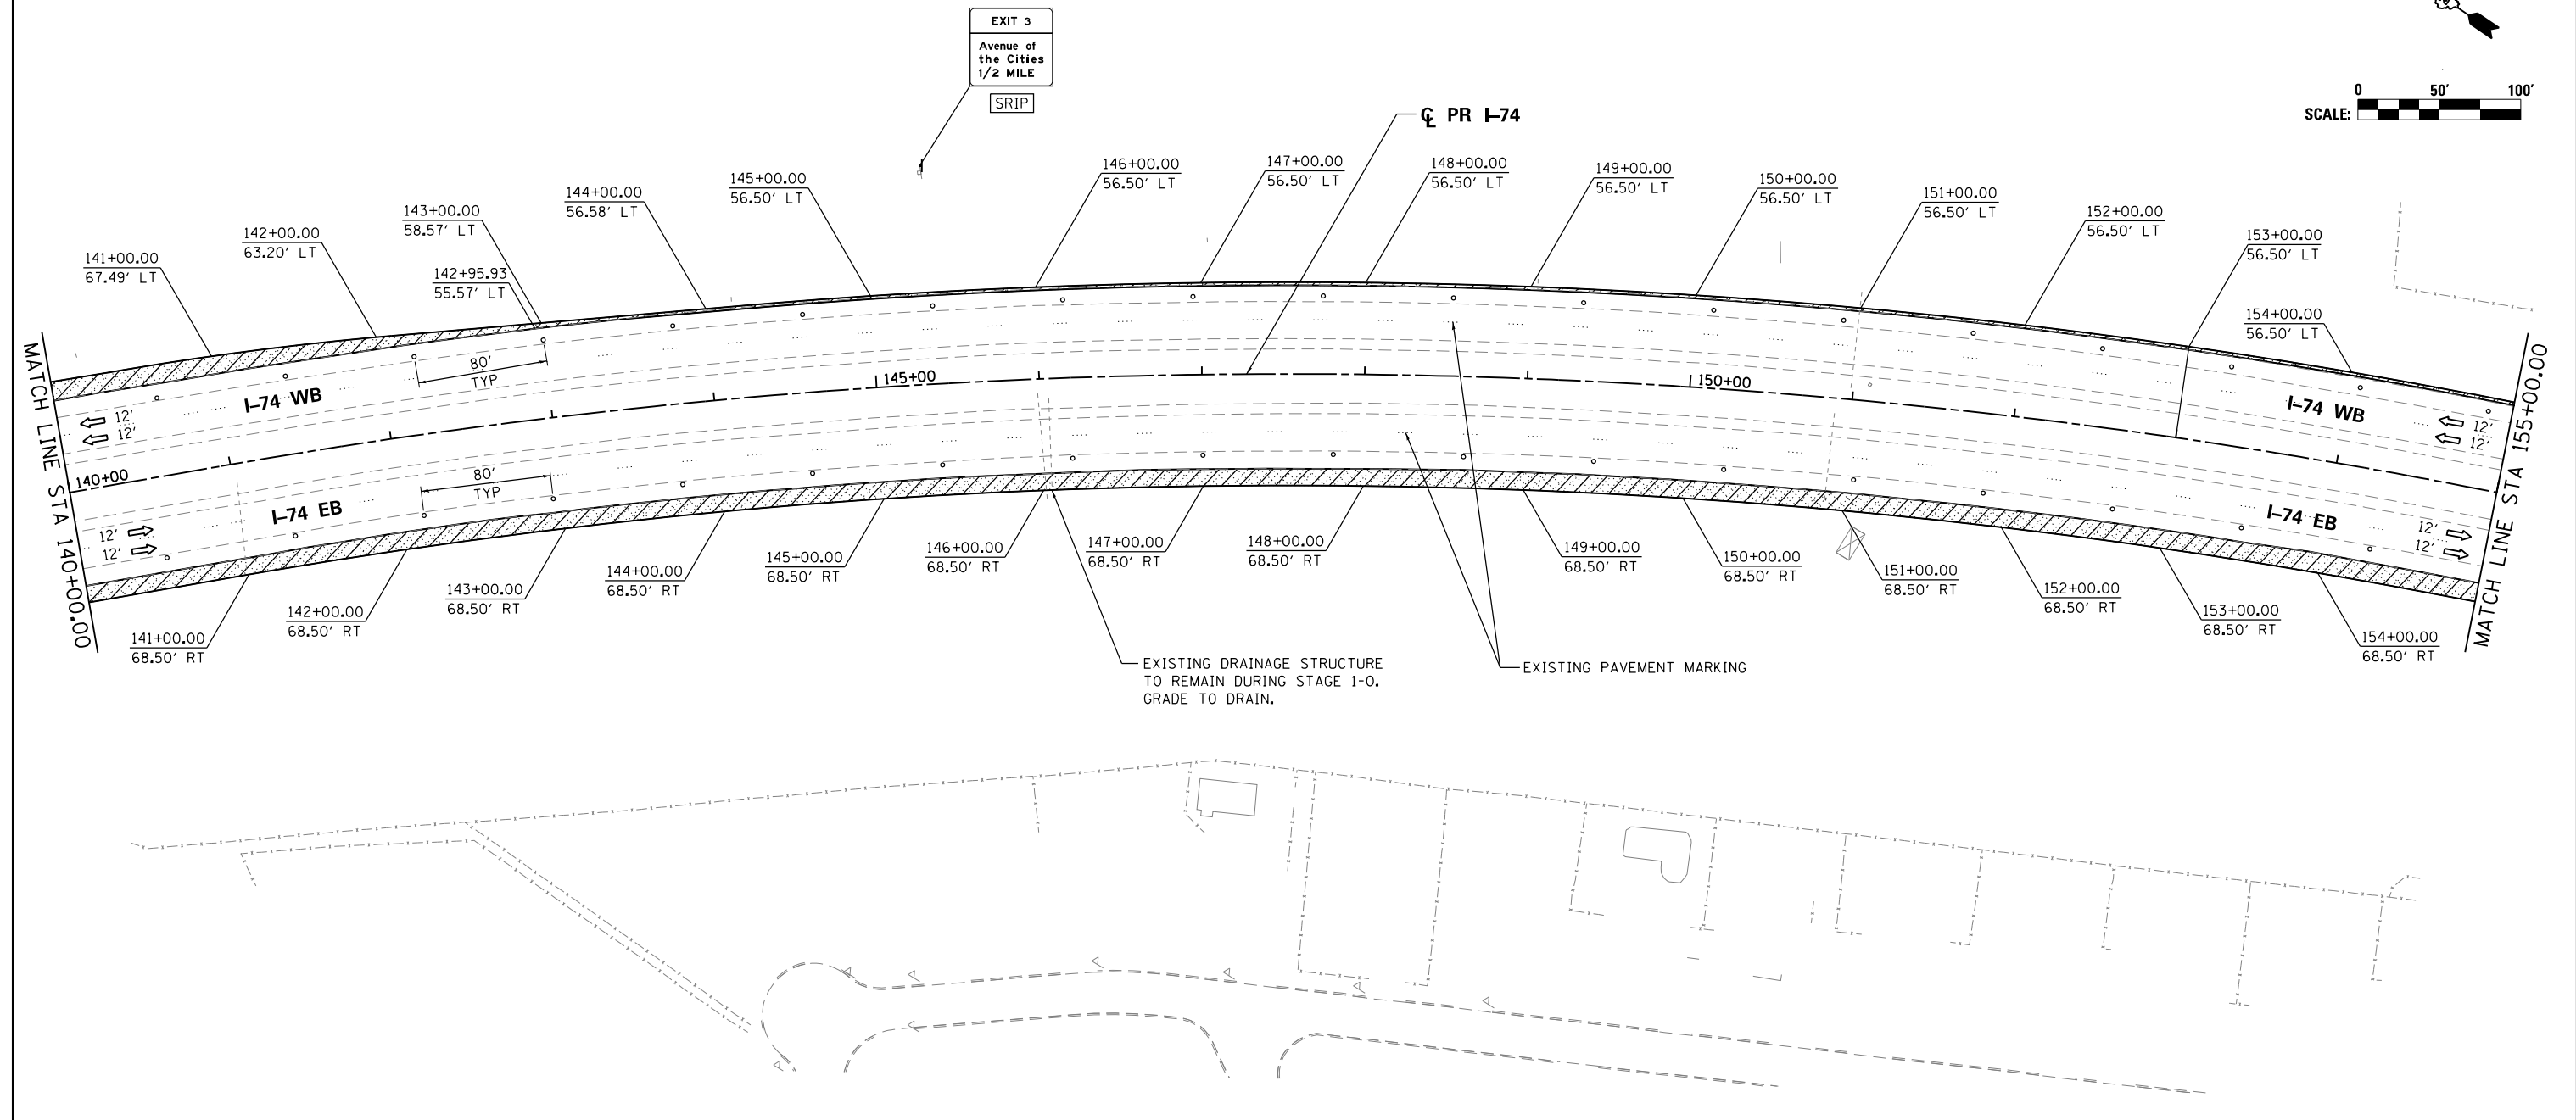 EXIT 3
Avenue of
the Cities
1/2 MILE
SRIP
0 50' 100'
SCALE:
℄ PR I-74
141+00.00
67.49' LT
142+00.00
63.20' LT
143+00.00
58.57' LT
142+95.93
55.57' LT
144+00.00
56.58' LT
145+00.00
56.50' LT
146+00.00
56.50' LT
147+00.00
56.50' LT
148+00.00
56.50' LT
149+00.00
56.50' LT
150+00.00
56.50' LT
151+00.00
56.50' LT
152+00.00
56.50' LT
153+00.00
56.50' LT
154+00.00
56.50' LT
MATCH LINE STA 140+00.00
12'
12'
I-74 WB
80'
TYP
140+00
145+00
150+00
I-74 WB
12'
12'
MATCH LINE STA 155+00.00
12'
12'
I-74 EB
80'
TYP
I-74 EB
12'
12'
141+00.00
68.50' RT
142+00.00
68.50' RT
143+00.00
68.50' RT
144+00.00
68.50' RT
145+00.00
68.50' RT
146+00.00
68.50' RT
147+00.00
68.50' RT
148+00.00
68.50' RT
149+00.00
68.50' RT
150+00.00
68.50' RT
151+00.00
68.50' RT
152+00.00
68.50' RT
153+00.00
68.50' RT
154+00.00
68.50' RT
EXISTING DRAINAGE STRUCTURE
TO REMAIN DURING STAGE 1-0.
GRADE TO DRAIN.
EXISTING PAVEMENT MARKING